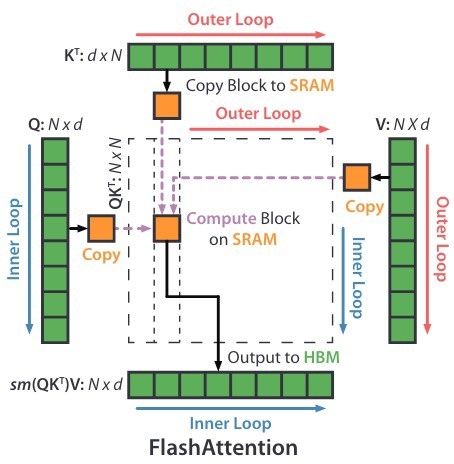 Outer Loop
Kᵀ: d x N
Copy Block to SRAM
Outer Loop
Q: N x d
V: N X d
QKᵀ: N x N
Copy
Compute Block
on SRAM
Copy
Inner Loop
Inner Loop
Outer Loop
Output to HBM
sm(QKᵀ)V: N x d
Inner Loop
FlashAttention